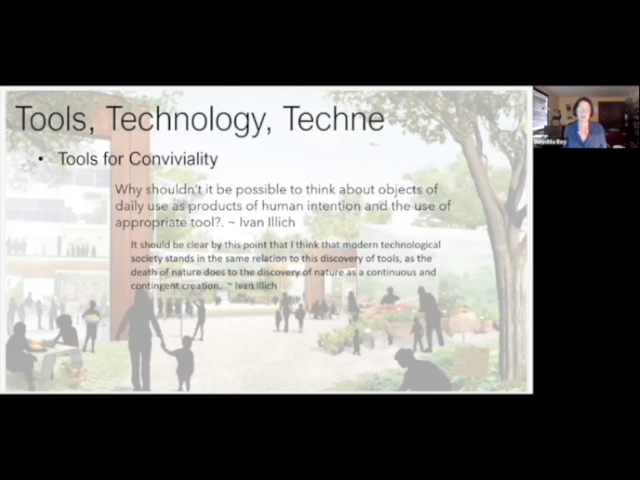 Tools, Technology, Techne
• Tools for Conviviality
Why shouldn't it be possible to think about objects of
daily use as products of human intention and the use of
appropriate tool?. ~ Ivan Illich
It should be clear by this point that I think that modern technological
society stands in the same relation to this discovery of tools, as the
death of nature does to the discovery of nature as a continuous and
contingent creation. ~ Ivan Illich
Roy